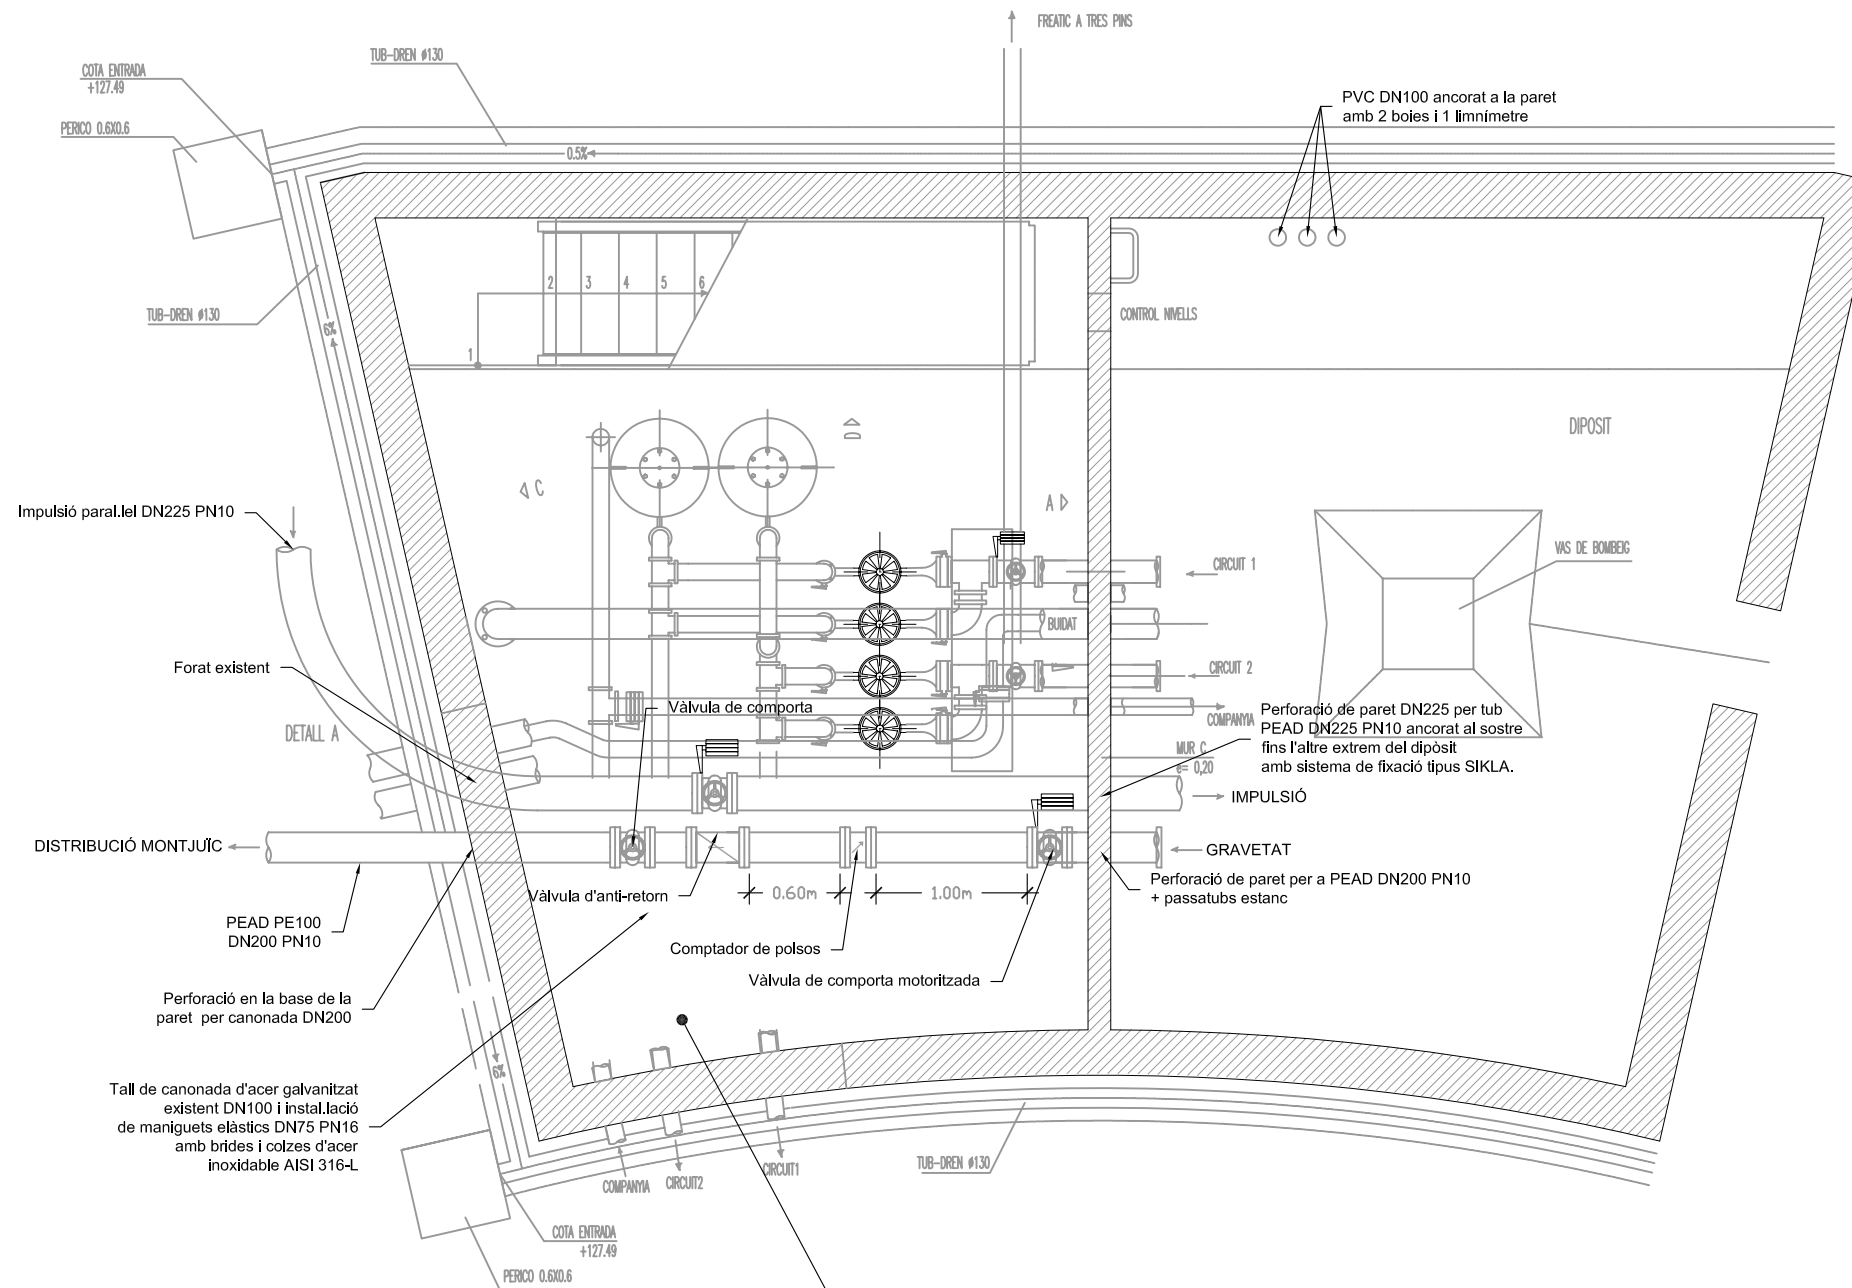 FREATIC A TRES PINS
TUB-DREN ø130
COTA ENTRADA
+127.49
PERICO 0.6X0.6
0.5%
PVC DN100 ancorat a la paret
amb 2 boies i 1 limnímetre
TUB-DREN ø130
6%
1
2
3
4
5
6
CONTROL NIVELLS
DIPOSIT
D
C
A
Impulsió paral.lel DN225 PN10
VAS DE BOMBEIG
CIRCUIT 1
BUIDAT
Forat existent
CIRCUIT 2
Vàlvula de comporta
COMPANYIA
Perforació de paret DN225 per tub
PEAD DN225 PN10 ancorat al sostre
fins l'altre extrem del dipòsit
amb sistema de fixació tipus SIKLA.
DETALL A
MUR C
e= 0,20
IMPULSIÓ
DISTRIBUCIÓ MONTJUÏC
GRAVETAT
Vàlvula d'anti-retorn
0.60m
1.00m
Perforació de paret per a PEAD DN200 PN10
+ passatubs estanc
PEAD PE100
DN200 PN10
Comptador de polsos
Vàlvula de comporta motoritzada
Perforació en la base de la
paret per canonada DN200
6%
Tall de canonada d'acer galvanitzat
existent DN100 i instal.lació
de maniguets elàstics DN75 PN16
amb brides i colzes d'acer
inoxidable AISI 316-L
COMPANYIA
CIRCUIT2
CIRCUIT1
TUB-DREN ø130
COTA ENTRADA
+127.49
PERICO 0.6X0.6